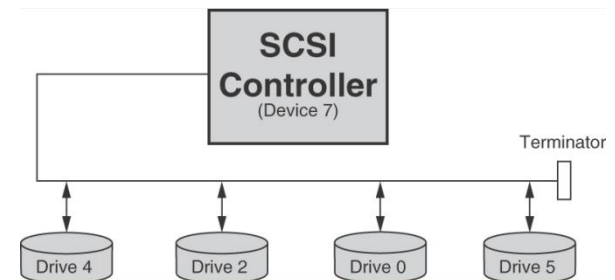 SCSI
Controller
(Device 7)
Terminator
Drive 4
Drive 2
Drive 0
Drive 5